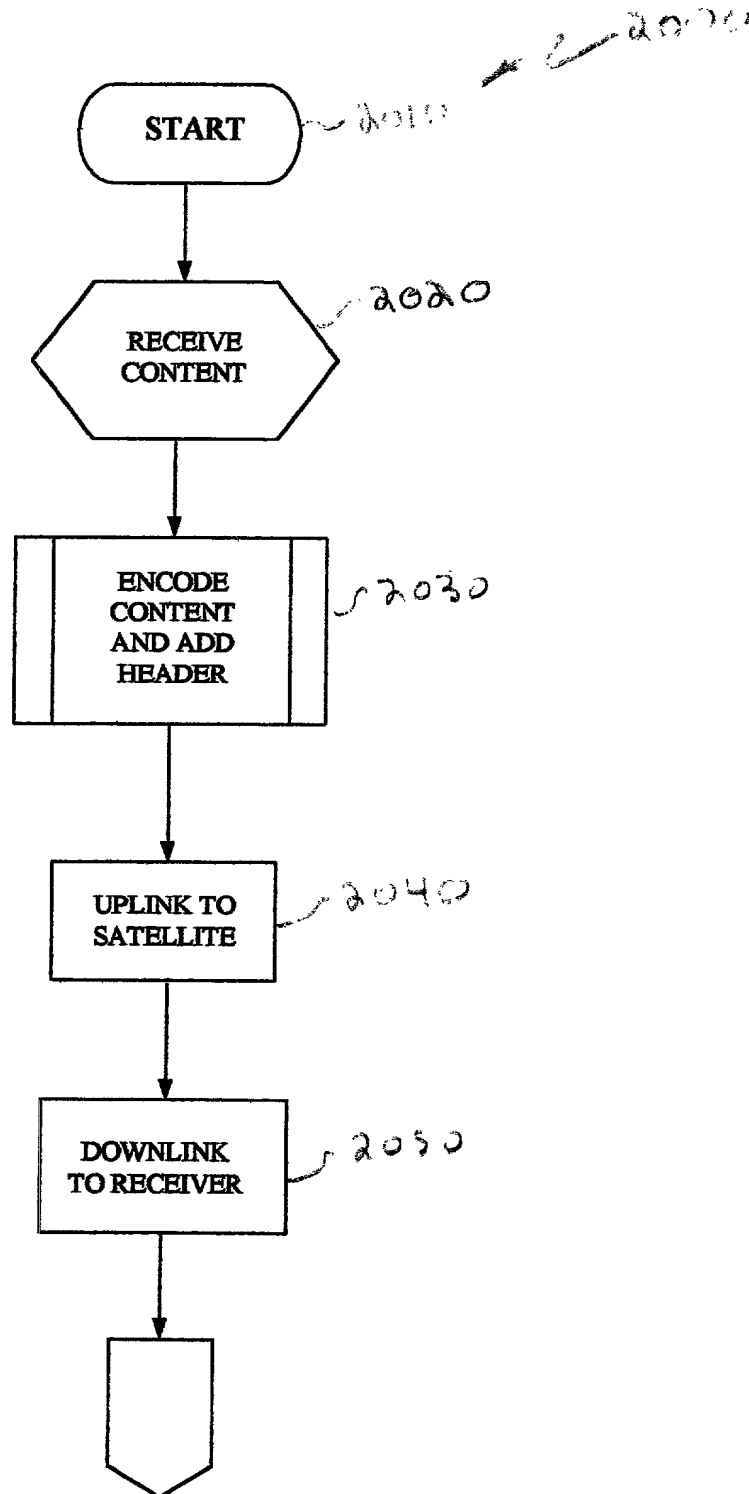 START
2010
RECEIVE
CONTENT
2020
ENCODE
CONTENT
AND ADD
HEADER
2030
UPLINK TO
SATELLITE
2040
DOWNLINK
TO RECEIVER
2050